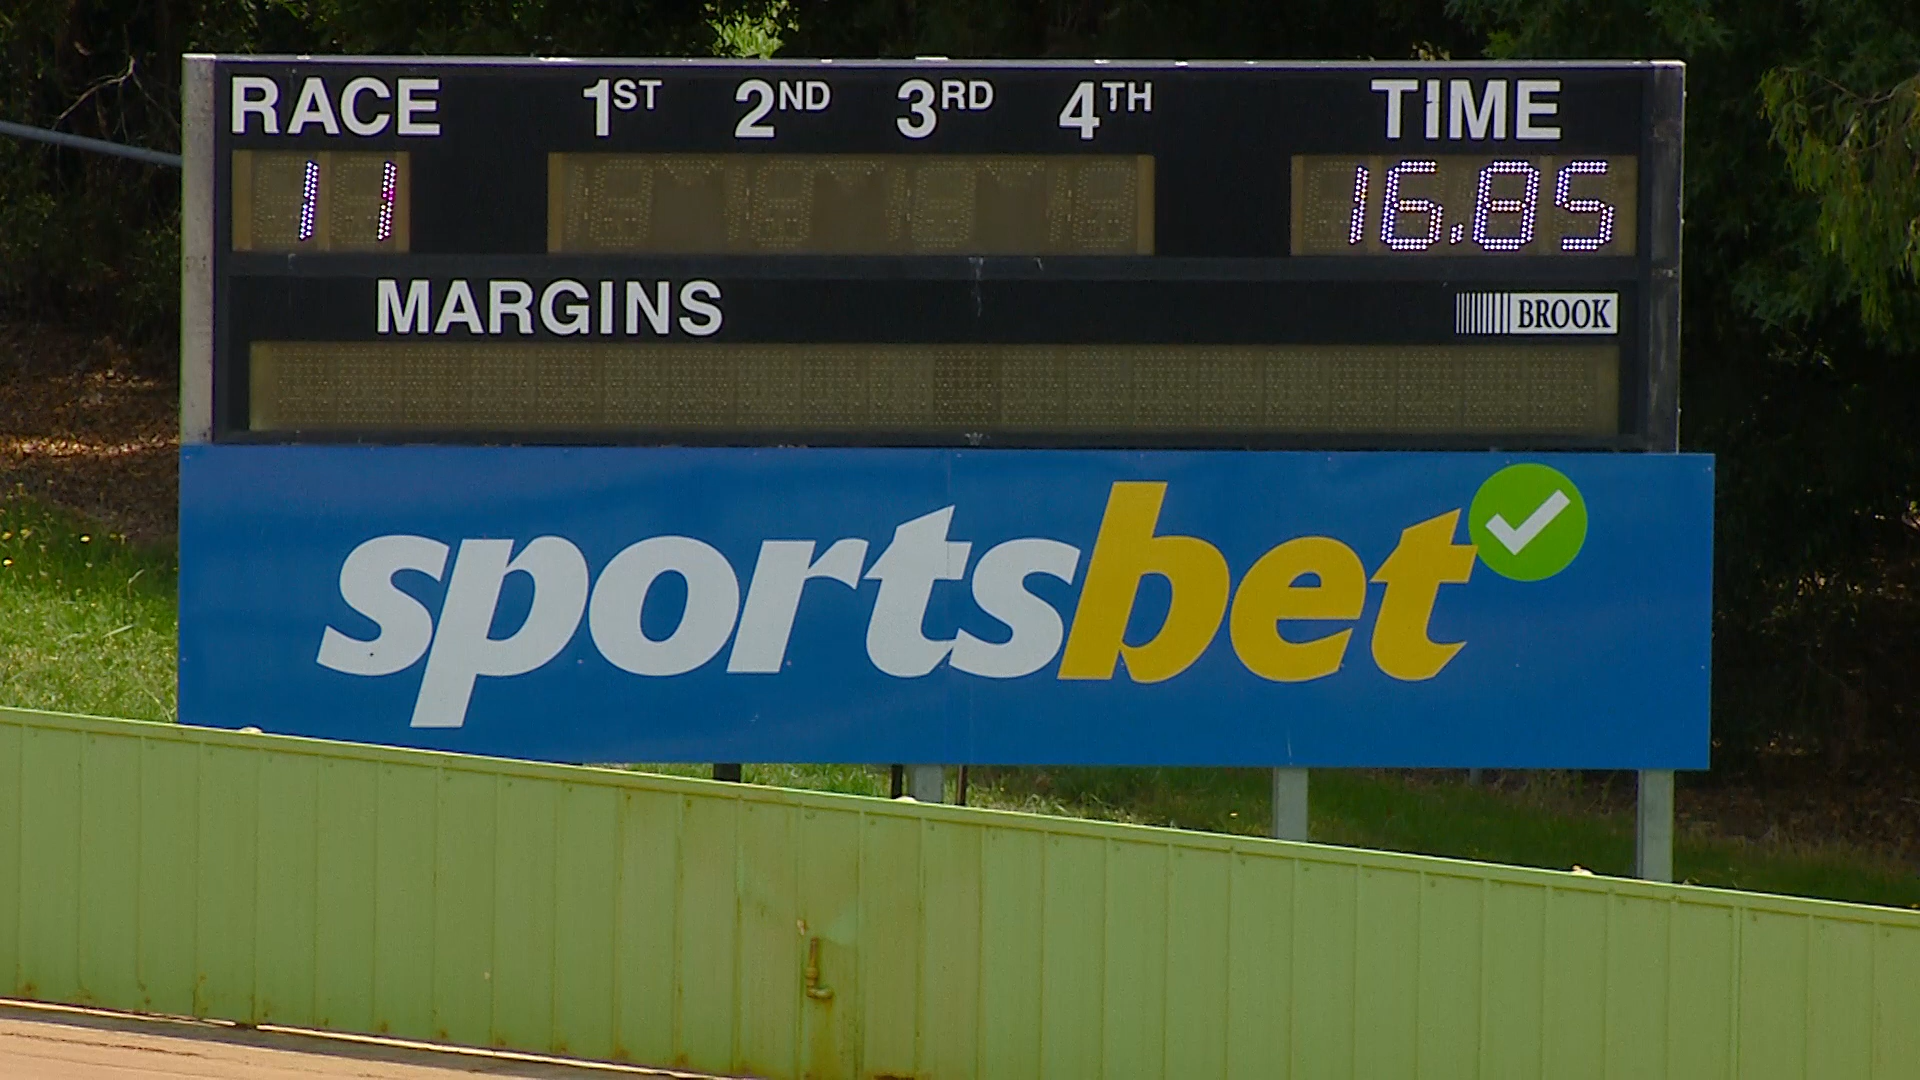 RACE 1ST 2ND 3RD 4TH TIME
11 16.85
MARGINS
BROOK
sportsbet